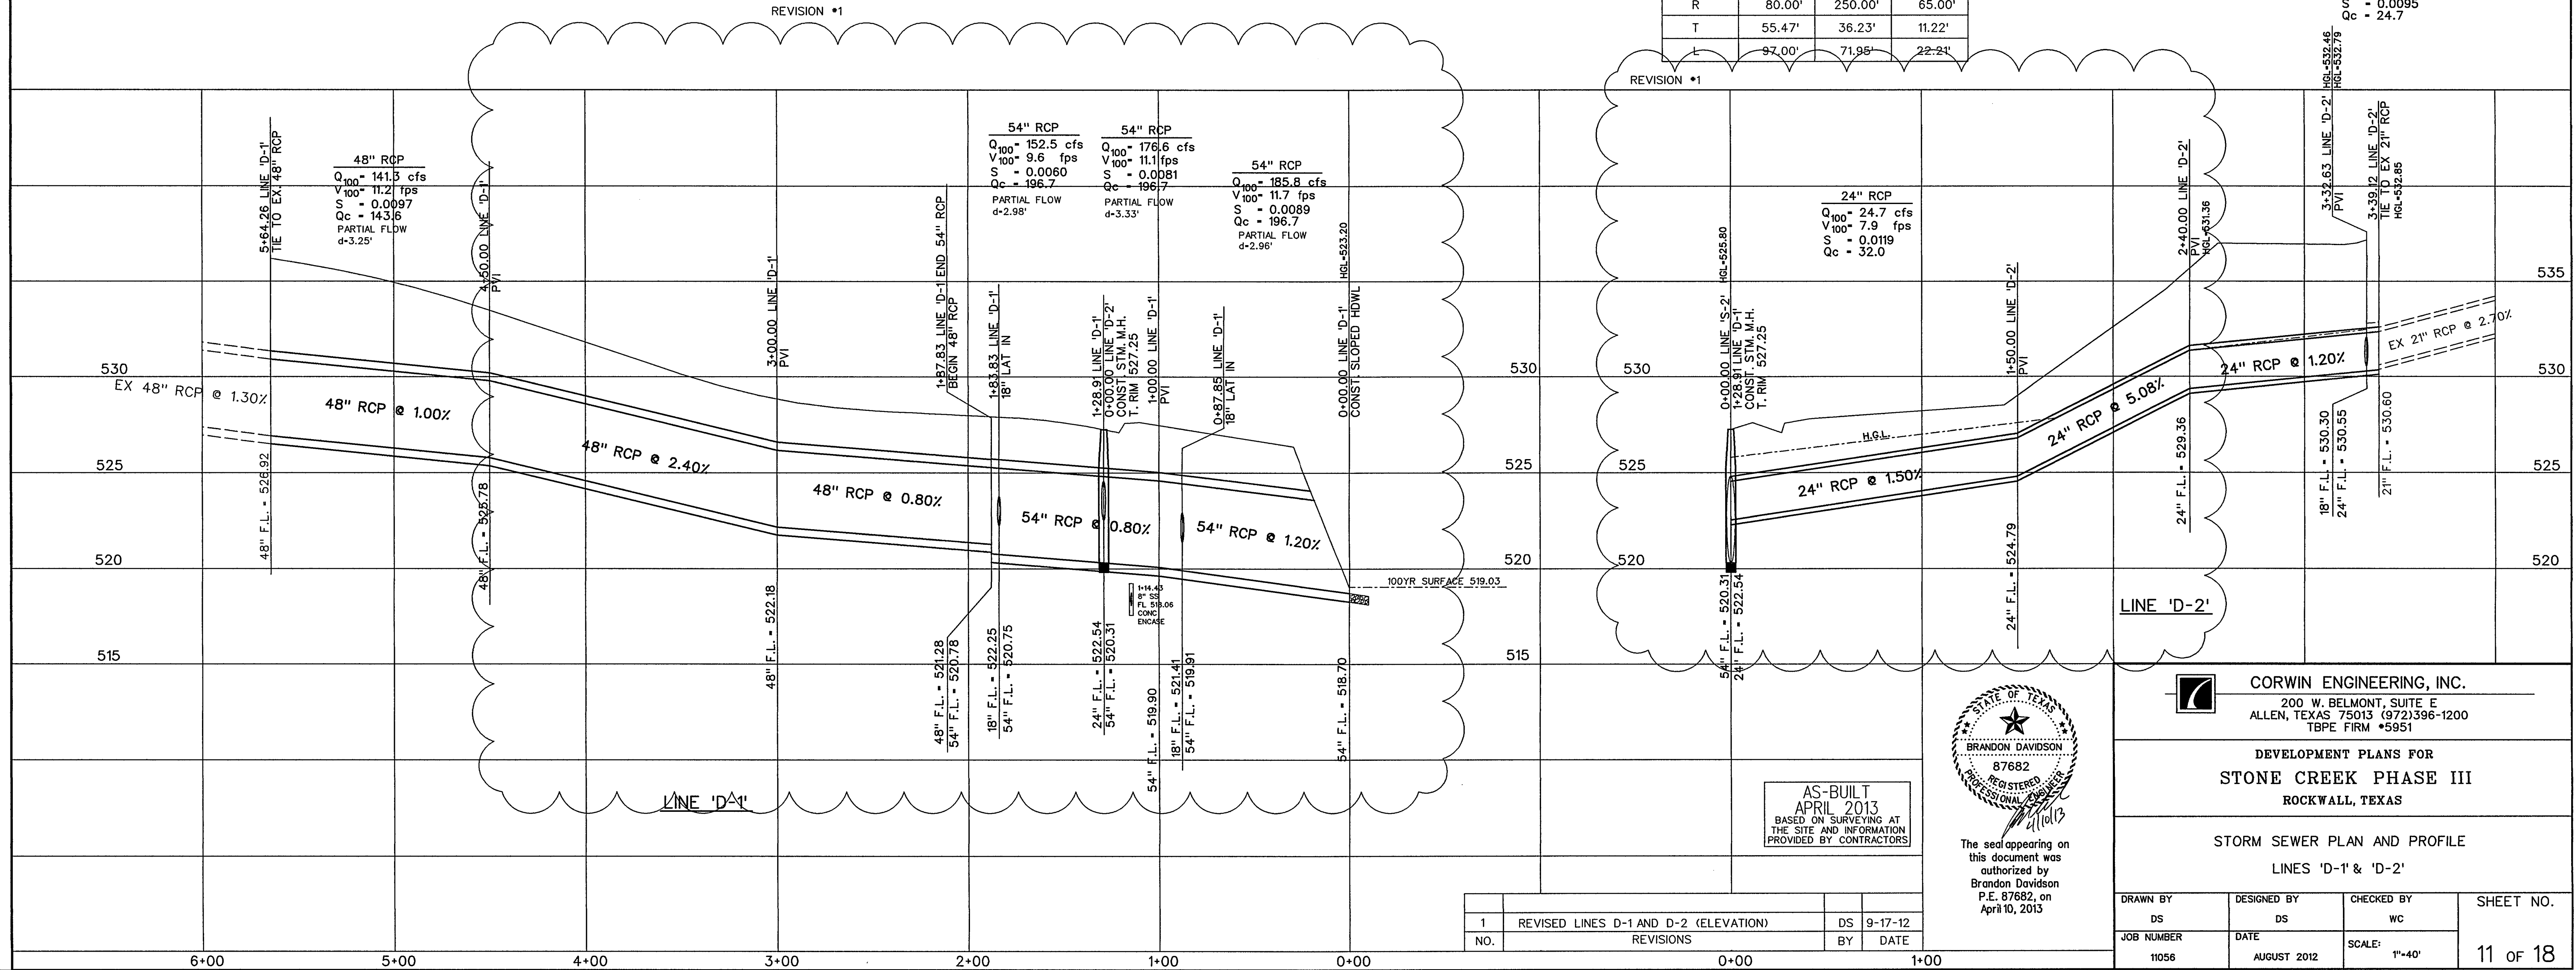 REVISION *1
R 80.00' 250.00' 65.00'
T 55.47' 36.23' 11.22'
L 97.00' 71.95' 22.21'
S = 0.0095
Qc = 24.7
REVISION *1
5+64.26 LINE 'D-1'
TIE TO EX. 48" RCP
48" RCP
Q100= 141.3 cfs
V100= 11.2 fps
S = 0.0097
Qc = 143.6
PARTIAL FLOW
d=3.25'
4+50.00 LINE 'D-1'
PVI
3+00.00 LINE 'D-1'
PVI
1+87.83 LINE 'D-1' END 54" RCP
BEGIN 48" RCP
54" RCP
Q100= 152.5 cfs
V100= 9.6 fps
S = 0.0060
Qc = 196.7
PARTIAL FLOW
d=2.98'
54" RCP
Q100= 176.6 cfs
V100= 11.1 fps
S = 0.0081
Qc = 196.7
PARTIAL FLOW
d=3.33'
54" RCP
Q100= 185.8 cfs
V100= 11.7 fps
S = 0.0089
Qc = 196.7
PARTIAL FLOW
d=2.96'
1+83.83 LINE 'D-1'
18" LAT IN
1+28.91 LINE 'D-1'
0+00.00 LINE 'D-2'
CONST. STM. M.H.
T. RIM 527.25
1+00.00 LINE 'D-1'
PVI
0+87.85 LINE 'D-1'
18" LAT IN
0+00.00 LINE 'D-1' HGL=523.20
CONST. SLOPED HDWL
0+00.00 LINE 'S-2' HGL=525.80
1+28.91 LINE 'D-1'
CONST. STM. M.H.
T. RIM 527.25
24" RCP
Q100= 24.7 cfs
V100= 7.9 fps
S = 0.0119
Qc = 32.0
1+50.00 LINE 'D-2'
PVI
2+40.00 LINE 'D-2'
PVI
HGL=531.36
3+32.63 LINE 'D-2' HGL=532.46
PVI HGL=532.79
3+39.12 LINE 'D-2'
TIE TO EX 21" RCP
HGL=532.85
535
530 530 530 530
525 525 525 525
520 520 520 520
515 515
EX 48" RCP @ 1.30%
48" RCP @ 1.00%
48" RCP @ 2.40%
48" RCP @ 0.80%
54" RCP @ 0.80%
54" RCP @ 1.20%
H.G.L.
24" RCP @ 1.50%
24" RCP @ 5.08%
24" RCP @ 1.20%
EX 21" RCP @ 2.70%
100YR SURFACE 519.03
1+14.43
8" SS
FL 518.06
CONC
ENCASE
48" F.L. = 526.92
48" F.L. = 525.78
48" F.L. = 522.18
48" F.L. = 521.28
54" F.L. = 520.78
18" F.L. = 522.25
54" F.L. = 520.75
24" F.L. = 522.54
54" F.L. = 520.31
54" F.L. = 519.90
18" F.L. = 521.41
54" F.L. = 519.91
54" F.L. = 518.70
54" F.L. = 520.31
24" F.L. = 522.54
24" F.L. = 524.79
24" F.L. = 529.36
18" F.L. = 530.30
24" F.L. = 530.55
21" F.L. = 530.60
LINE 'D-1'
LINE 'D-2'
AS-BUILT
APRIL 2013
BASED ON SURVEYING AT
THE SITE AND INFORMATION
PROVIDED BY CONTRACTORS
STATE OF TEXAS
BRANDON DAVIDSON
87682
REGISTERED
PROFESSIONAL ENGINEER
4/10/13
The seal appearing on
this document was
authorized by
Brandon Davidson
P.E. 87682, on
April 10, 2013
CORWIN ENGINEERING, INC.
200 W. BELMONT, SUITE E
ALLEN, TEXAS 75013 (972)396-1200
TBPE FIRM *5951
DEVELOPMENT PLANS FOR
STONE CREEK PHASE III
ROCKWALL, TEXAS
STORM SEWER PLAN AND PROFILE
LINES 'D-1' & 'D-2'
DRAWN BY DS
DESIGNED BY DS
CHECKED BY WC
SHEET NO.
JOB NUMBER 11056
DATE AUGUST 2012
SCALE: 1"=40'
11 OF 18
1 REVISED LINES D-1 AND D-2 (ELEVATION) DS 9-17-12
NO. REVISIONS BY DATE
6+00 5+00 4+00 3+00 2+00 1+00 0+00 0+00 1+00